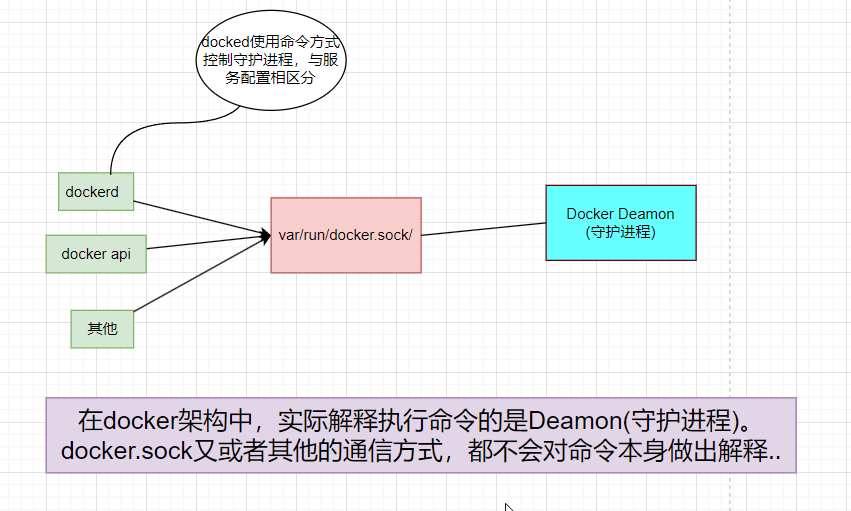 docked使用命令方式
控制守护进程，与服
务配置相区分
dockerd
docker api
其他
var/run/docker.sock/
Docker Deamon
(守护进程)
在docker架构中，实际解释执行命令的是Deamon(守护进程)。
docker.sock又或者其他的通信方式，都不会对命令本身做出解释..